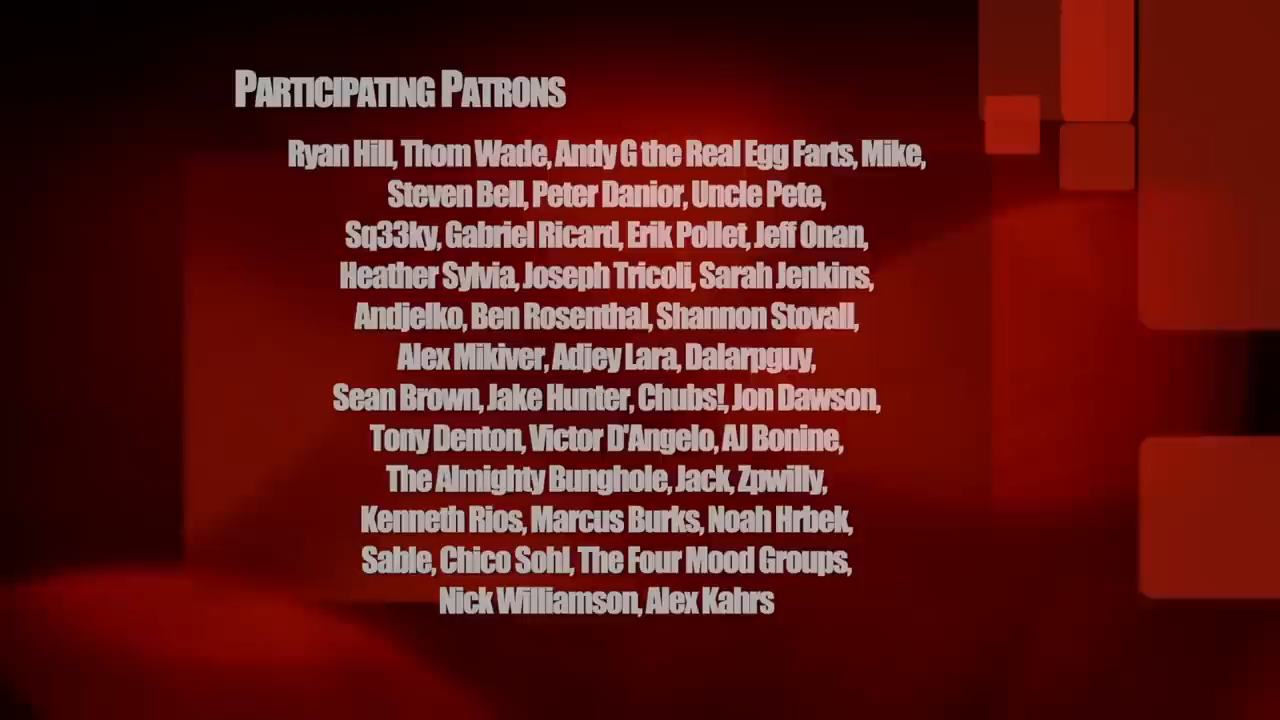 Participating Patrons
Ryan Hill, Thom Wade, Andy G the Real Egg Farts, Mike,
Steven Bell, Peter Danior, Uncle Pete,
Sq33ky, Gabriel Ricard, Erik Pollet, Jeff Onan,
Heather Sylvia, Joseph Tricoli, Sarah Jenkins,
Andjelko, Ben Rosenthal, Shannon Stovall,
Alex Mikiver, Adjey Lara, Dalarpguy,
Sean Brown, Jake Hunter, Chubs!, Jon Dawson,
Tony Denton, Victor D'Angelo, AJ Bonine,
The Almighty Bunghole, Jack, Zpwilly,
Kenneth Rios, Marcus Burks, Noah Hrbek,
Sable, Chico Sohl, The Four Mood Groups,
Nick Williamson, Alex Kahrs